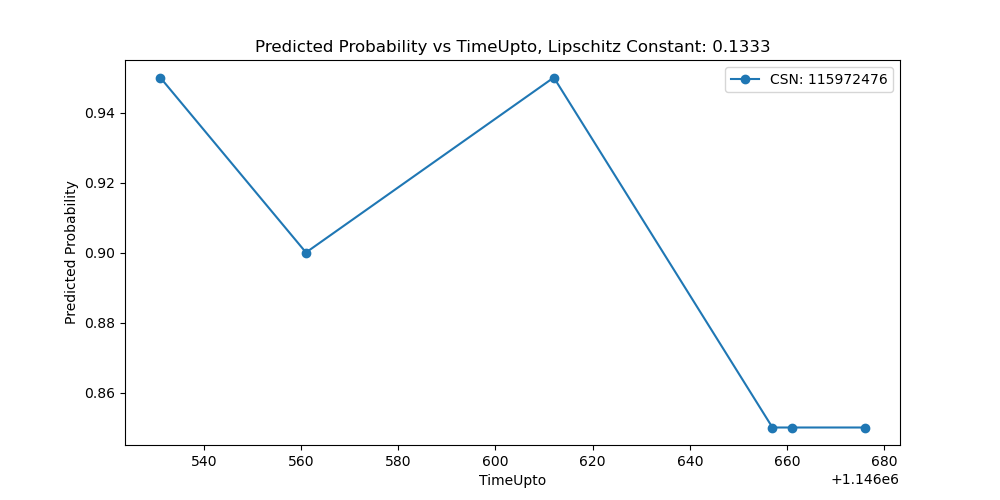 Predicted Probability vs TimeUpto, Lipschitz Constant: 0.1333
CSN: 115972476
Predicted Probability
0.94
0.92
0.90
0.88
0.86
540 560 580 600 620 640 660 680
TimeUpto
+1.146e6